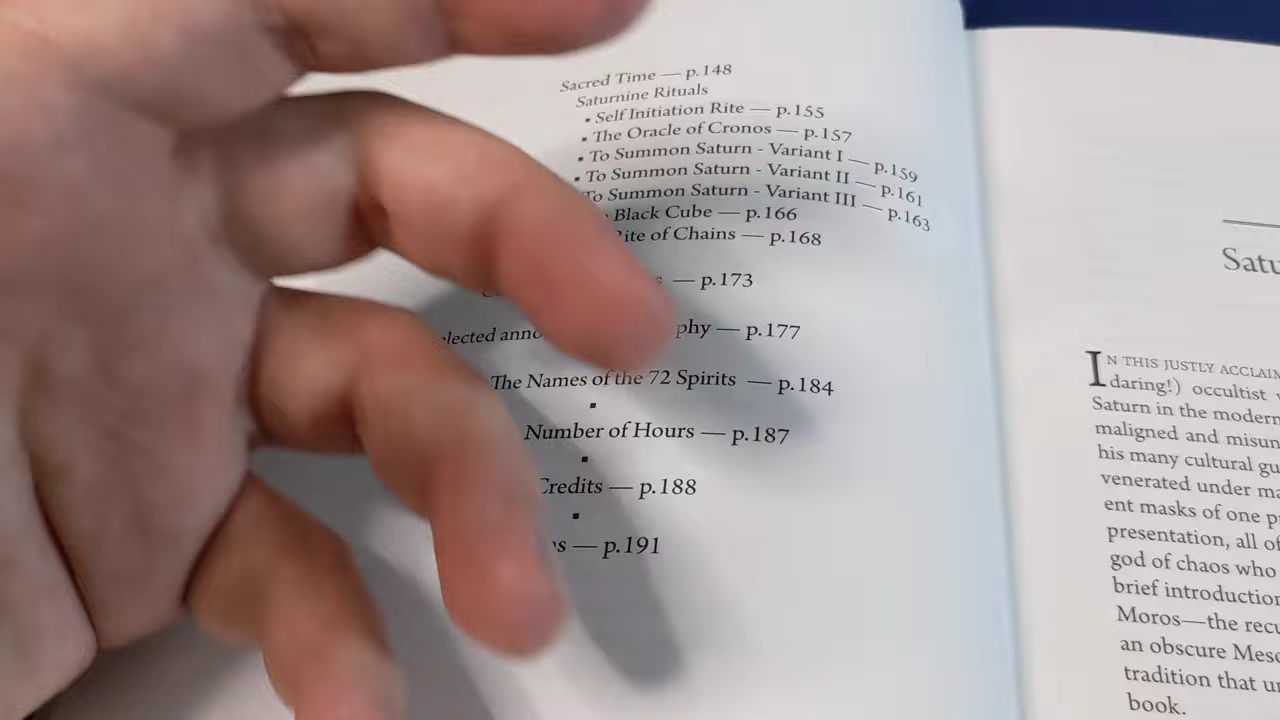 Sacred Time — p.148
Saturnine Rituals
▪ Self Initiation Rite — p.155
▪ The Oracle of Cronos — p.157
▪ To Summon Saturn - Variant I — p.159
▪ To Summon Saturn - Variant II — p.161
To Summon Saturn - Variant III — p.163
Black Cube — p.166
of Chains — p.168
— p.173
— p.177
The Names of the 72 Spirits — p.184
▪
Number of Hours — p.187
▪
Credits — p.188
▪
— p.191
Satu
IN THIS JUSTLY ACCLAIM
daring!) occultist
Saturn in the modern
maligned and misun
his many cultural gu
venerated under ma
ent masks of one p
presentation, all of
god of chaos who
brief introduction
Moros—the recu
an obscure Meso
tradition that u
book.